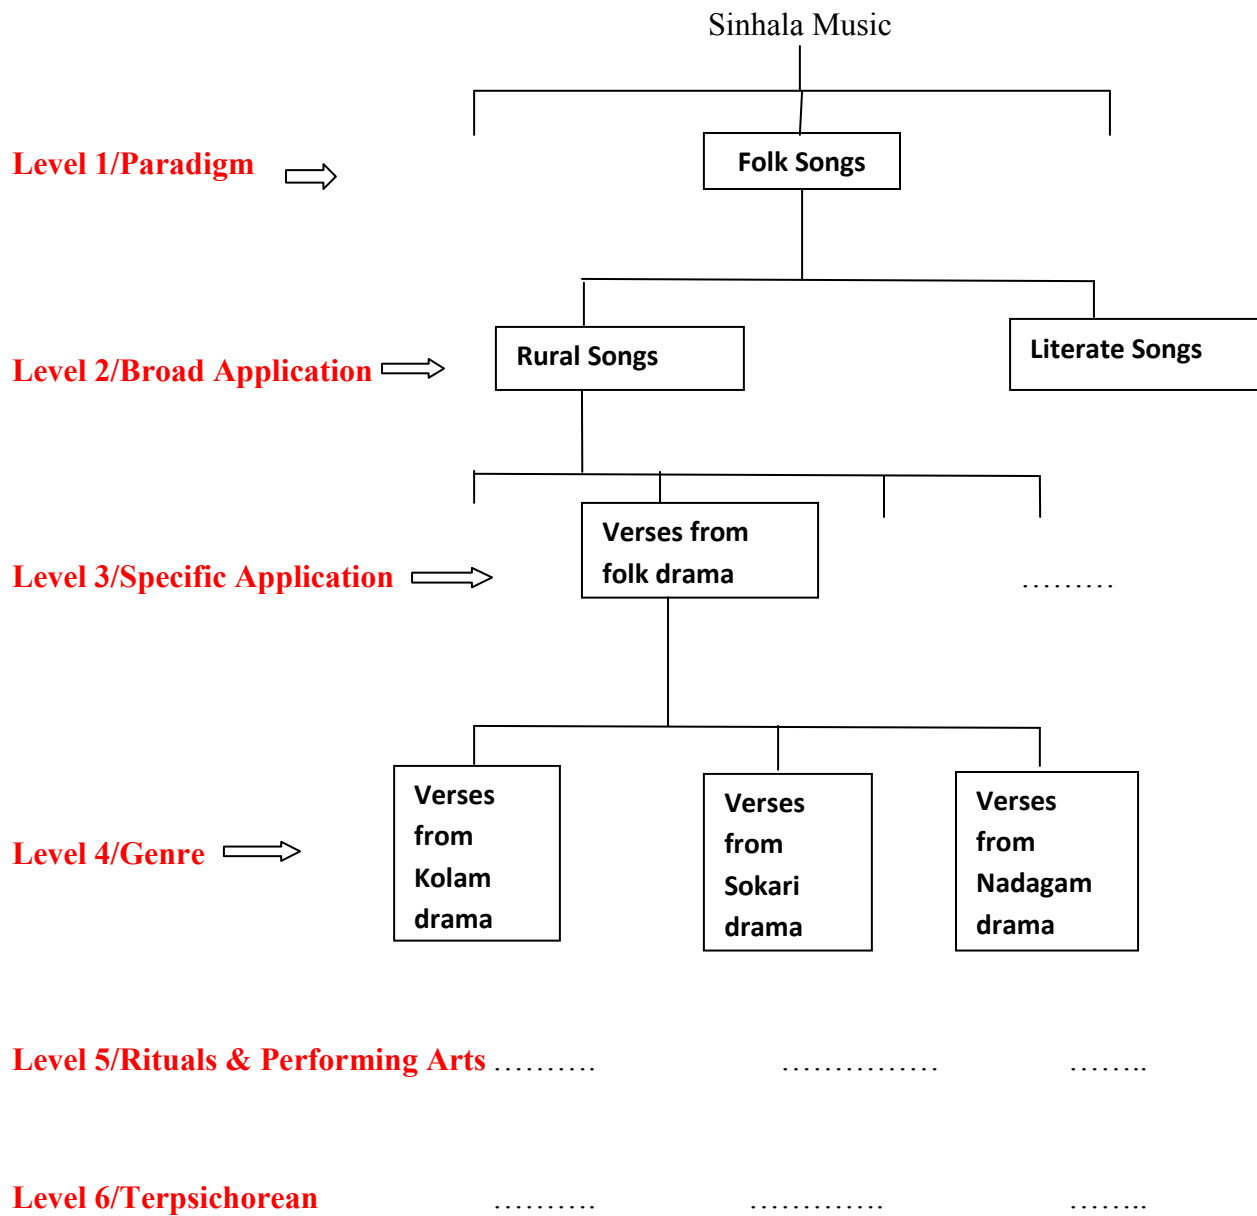 Sinhala Music
Level 1/Paradigm
Folk Songs
Level 2/Broad Application
Rural Songs
Literate Songs
Level 3/Specific Application
Verses from
folk drama
………
Level 4/Genre
Verses
from
Kolam
drama
Verses
from
Sokari
drama
Verses
from
Nadagam
drama
Level 5/Rituals & Performing Arts ………. …………… ……..
Level 6/Terpsichorean ………. …………. ……..